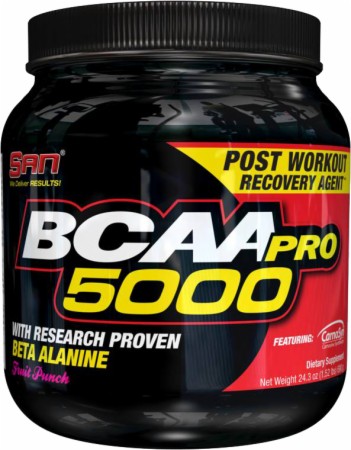 SAN
We Deliver RESULTS!
POST WORKOUT
RECOVERY AGENT™
BCAA PRO
5000
WITH RESEARCH PROVEN
BETA ALANINE
Fruit Punch
FEATURING:
CarnoSyn
Dietary Supplement
Net Weight 24.3 oz (1.52 lbs)